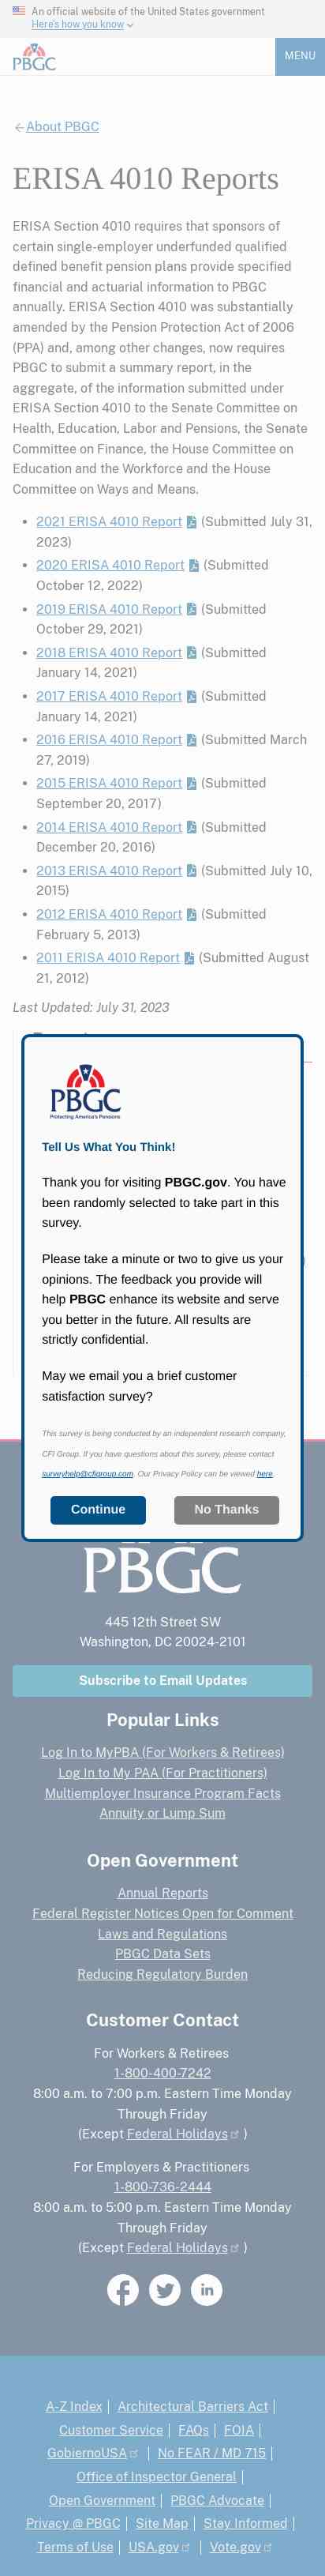 An official website of the United States government
Here's how you know
PBGC
MENU
About PBGC
ERISA 4010 Reports
ERISA Section 4010 requires that sponsors of
certain single-employer underfunded qualified
defined benefit pension plans provide specified
financial and actuarial information to PBGC
annually. ERISA Section 4010 was substantially
amended by the Pension Protection Act of 2006
(PPA) and, among other changes, now requires
PBGC to submit a summary report, in the
aggregate, of the information submitted under
ERISA Section 4010 to the Senate Committee on
Health, Education, Labor and Pensions, the Senate
Committee on Finance, the House Committee on
Education and the Workforce and the House
Committee on Ways and Means.
2021 ERISA 4010 Report (Submitted July 31,
2023)
2020 ERISA 4010 Report (Submitted
October 12, 2022)
2019 ERISA 4010 Report (Submitted
October 29, 2021)
2018 ERISA 4010 Report (Submitted
January 14, 2021)
2017 ERISA 4010 Report (Submitted
January 14, 2021)
2016 ERISA 4010 Report (Submitted March
27, 2019)
2015 ERISA 4010 Report (Submitted
September 20, 2017)
2014 ERISA 4010 Report (Submitted
December 20, 2016)
2013 ERISA 4010 Report (Submitted July 10,
2015)
2012 ERISA 4010 Report (Submitted
February 5, 2013)
2011 ERISA 4010 Report (Submitted August
21, 2012)
Last Updated: July 31, 2023
PBGC
Protecting America's Pensions
Tell Us What You Think!
Thank you for visiting PBGC.gov. You have
been randomly selected to take part in this
survey.
Please take a minute or two to give us your
opinions. The feedback you provide will
help PBGC enhance its website and serve
you better in the future. All results are
strictly confidential.
May we email you a brief customer
satisfaction survey?
This survey is being conducted by an independent research company,
CFI Group. If you have questions about this survey, please contact
surveyhelp@cfigroup.com. Our Privacy Policy can be viewed here.
Continue
No Thanks
PBGC
445 12th Street SW
Washington, DC 20024-2101
Subscribe to Email Updates
Popular Links
Log In to MyPBA (For Workers & Retirees)
Log In to My PAA (For Practitioners)
Multiemployer Insurance Program Facts
Annuity or Lump Sum
Open Government
Annual Reports
Federal Register Notices Open for Comment
Laws and Regulations
PBGC Data Sets
Reducing Regulatory Burden
Customer Contact
For Workers & Retirees
1-800-400-7242
8:00 a.m. to 7:00 p.m. Eastern Time Monday
Through Friday
(Except Federal Holidays )
For Employers & Practitioners
1-800-736-2444
8:00 a.m. to 5:00 p.m. Eastern Time Monday
Through Friday
(Except Federal Holidays )
A-Z Index | Architectural Barriers Act |
Customer Service | FAQs | FOIA |
GobiernoUSA | No FEAR / MD 715 |
Office of Inspector General |
Open Government | PBGC Advocate |
Privacy @ PBGC | Site Map | Stay Informed |
Terms of Use | USA.gov | Vote.gov